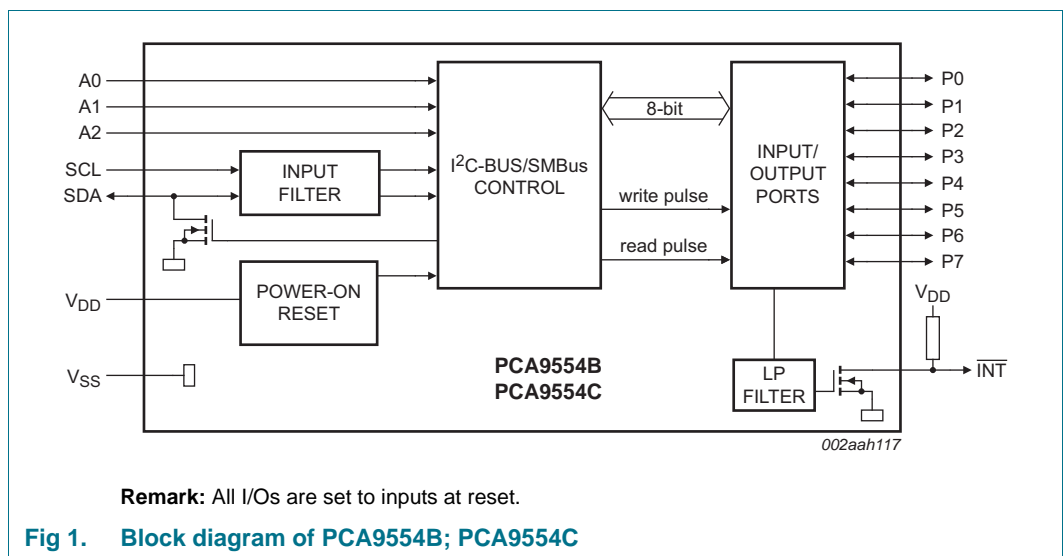 A0
A1
A2
SCL
SDA
VDD
VSS
INPUT
FILTER
POWER-ON
RESET
I2C-BUS/SMBus
CONTROL
8-bit
write pulse
read pulse
INPUT/
OUTPUT
PORTS
P0
P1
P2
P3
P4
P5
P6
P7
VDD
INT
LP
FILTER
PCA9554B
PCA9554C
002aah117
Remark: All I/Os are set to inputs at reset.
Fig 1. Block diagram of PCA9554B; PCA9554C